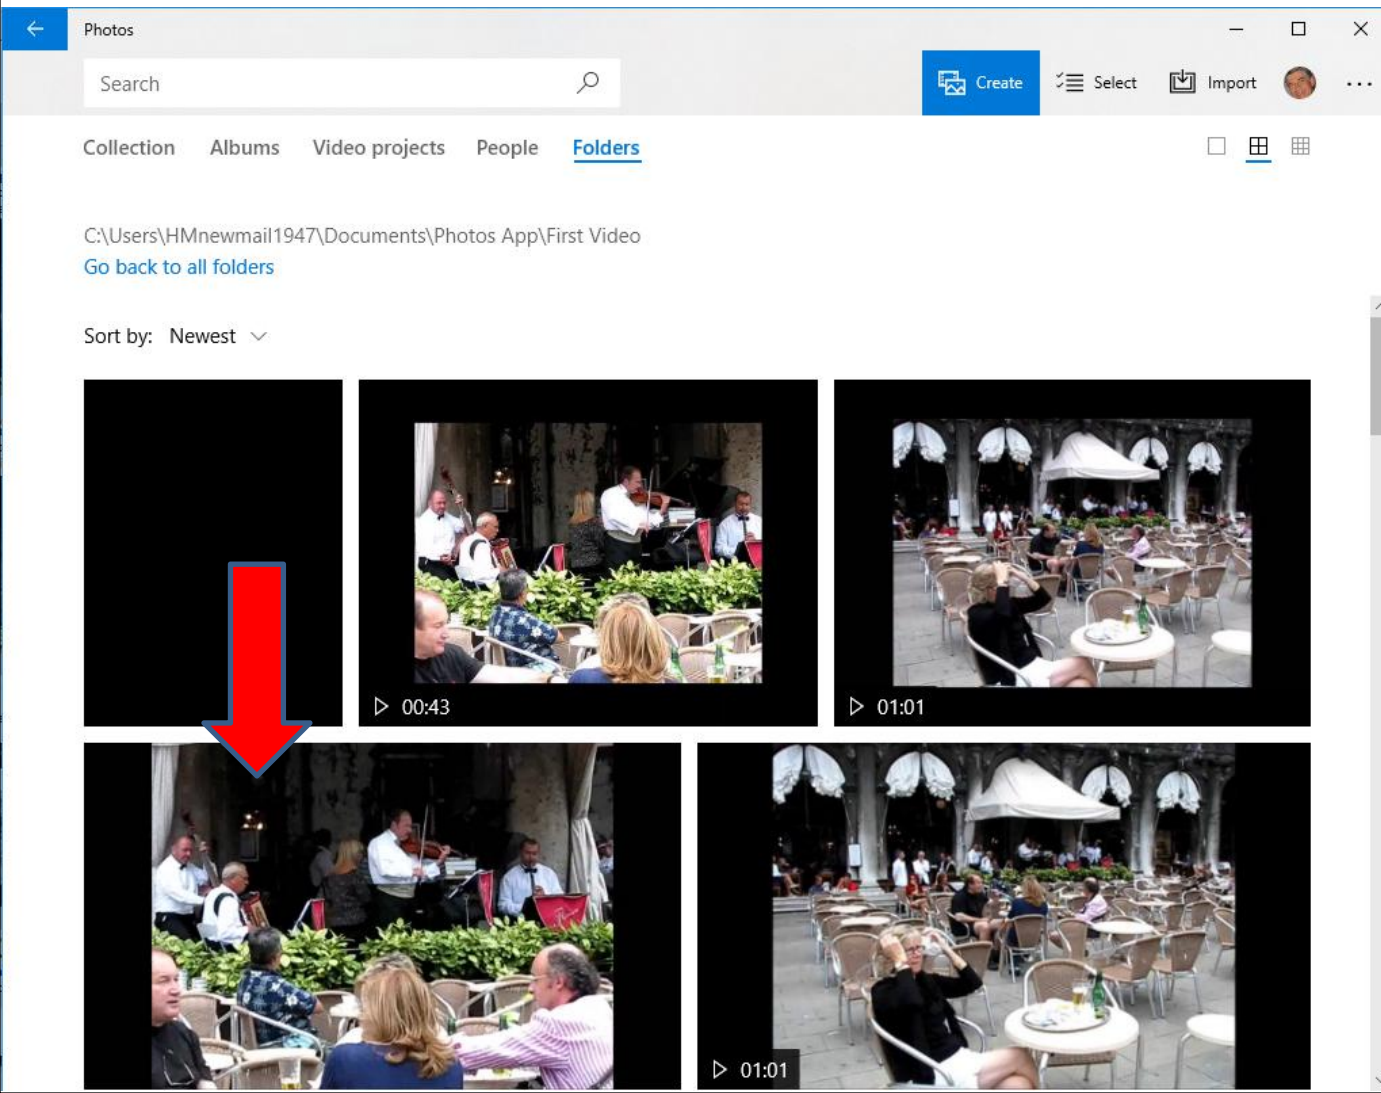 Photos
Search
Create
Select
Import
Collection Albums Video projects People Folders
C:\Users\HMnewmail1947\Documents\Photos App\First Video
Go back to all folders
Sort by: Newest
00:43
01:01
01:01